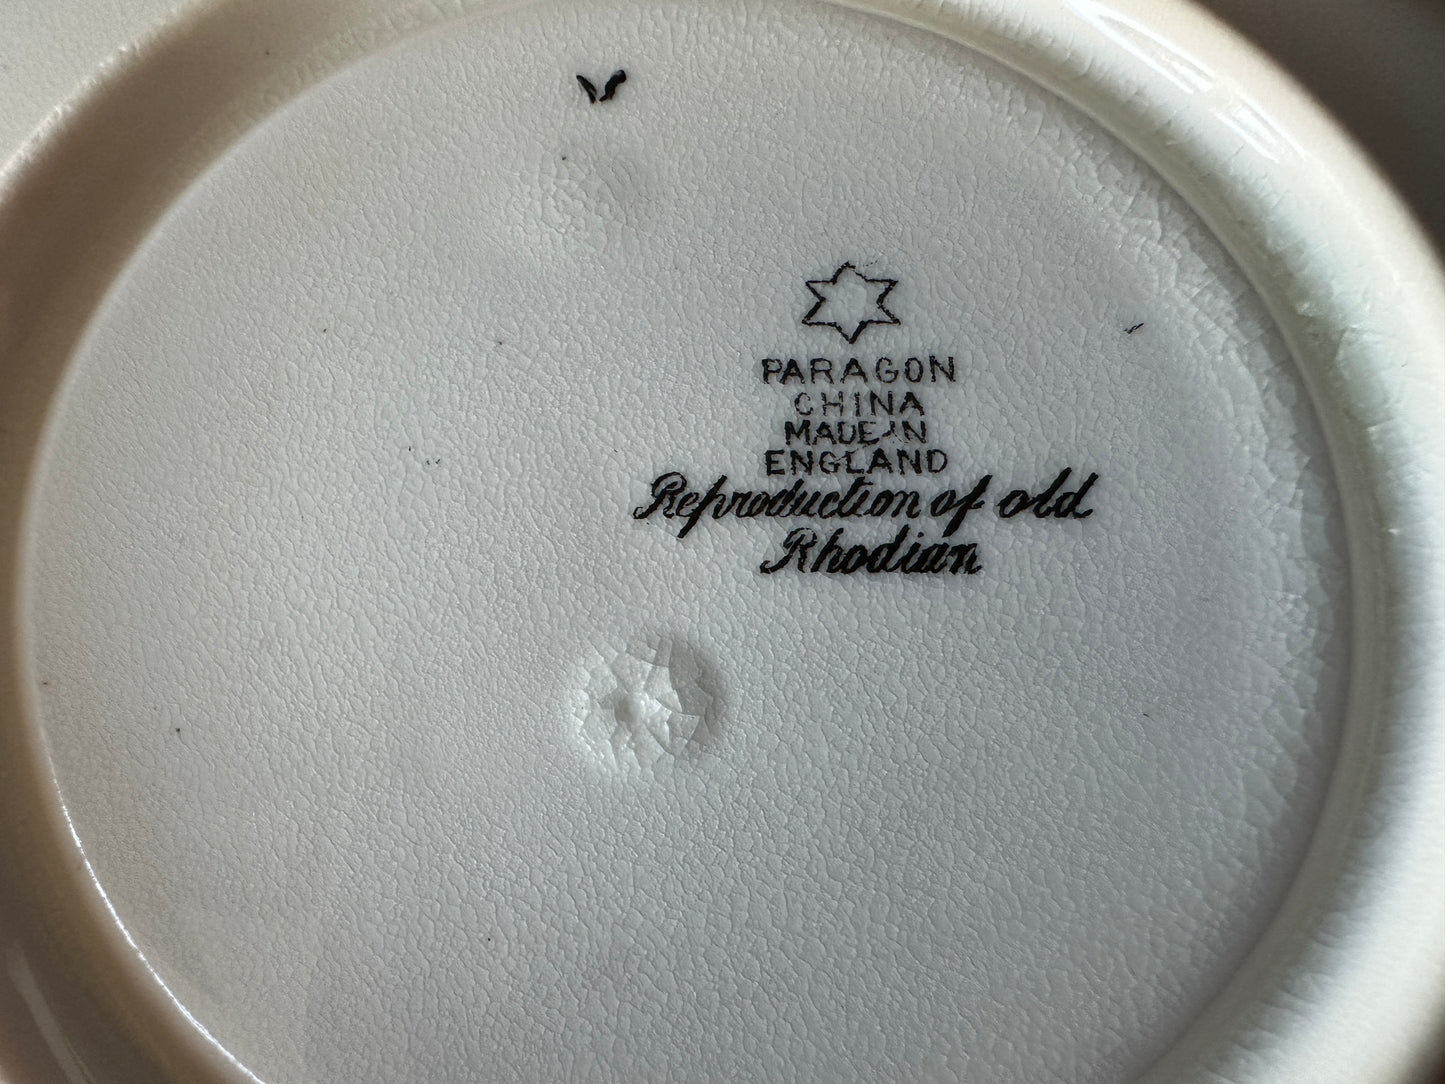 PARAGON
CHINA
MADE IN
ENGLAND
Reproduction of old
Rhodian